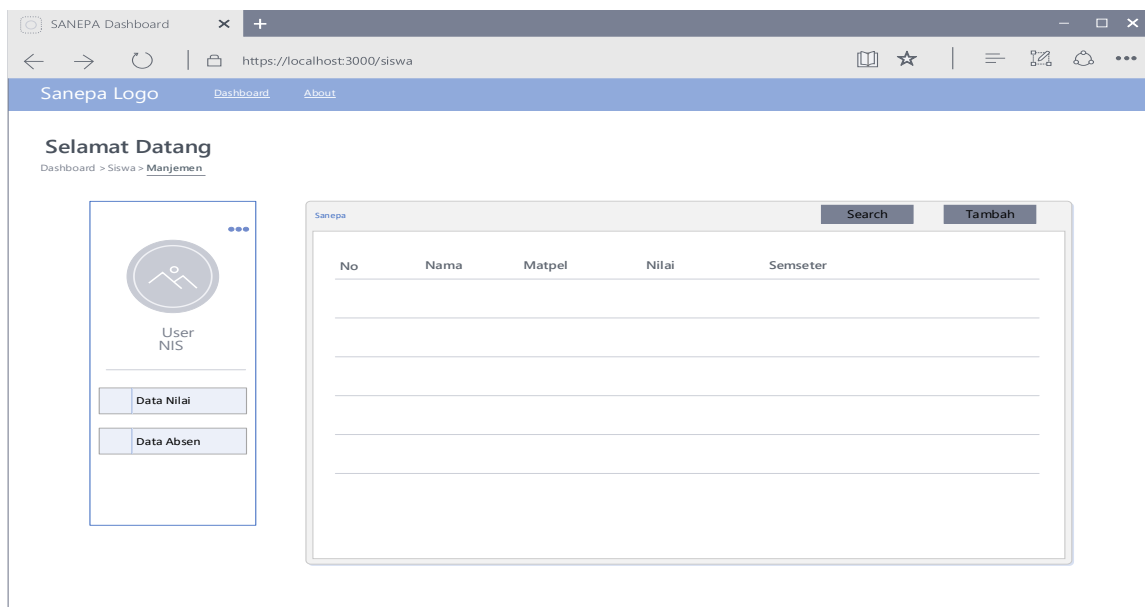 SANEPA Dashboard
https://localhost:3000/siswa
Sanepa Logo Dashboard About
Selamat Datang
Dashboard > Siswa > Manjemen
User
NIS
Data Nilai
Data Absen
Sanepa Search Tambah
No Nama Matpel Nilai Semseter